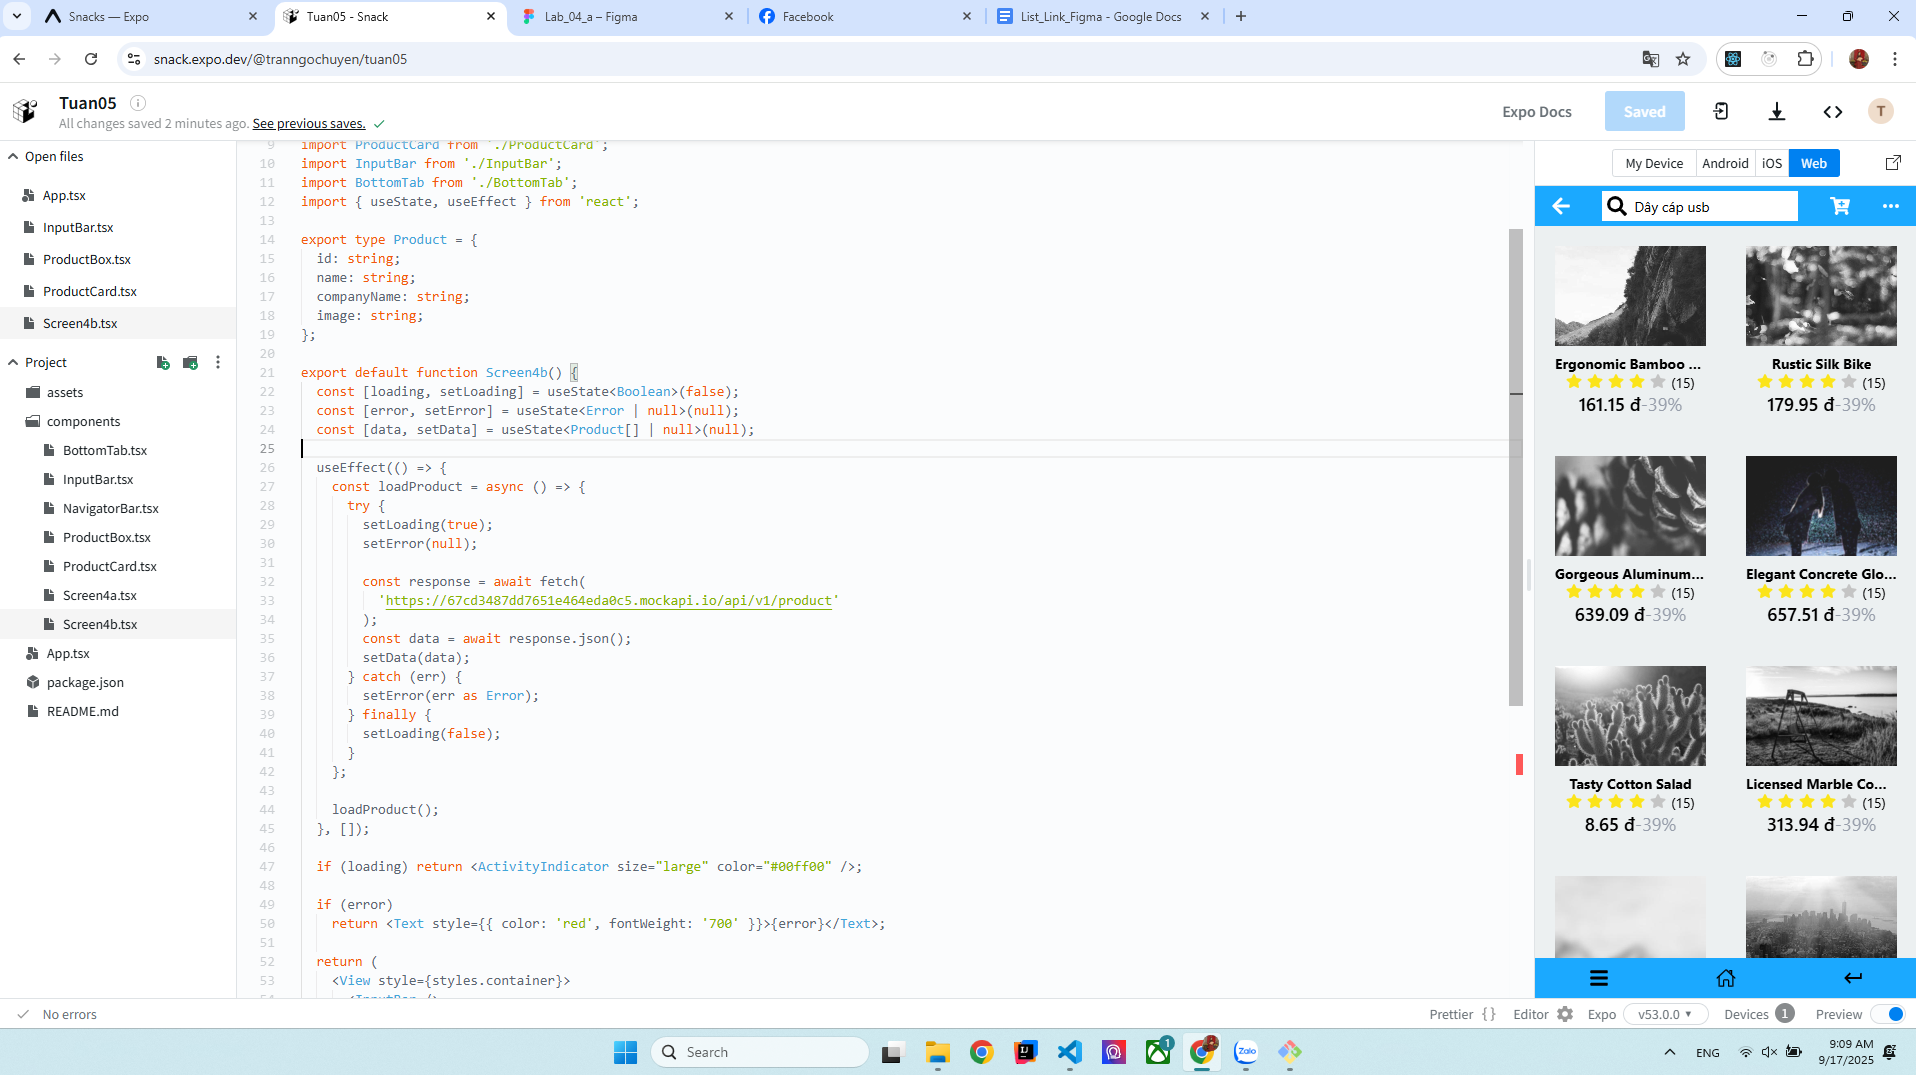 Snacks — Expo
Tuan05 - Snack
Lab_04_a – Figma
Facebook
List_Link_Figma - Google Docs
snack.expo.dev/@tranngochuyen/tuan05
Tuan05
All changes saved 2 minutes ago. See previous saves.
Expo Docs
Saved
T
Open files
App.tsx
InputBar.tsx
ProductBox.tsx
ProductCard.tsx
Screen4b.tsx
Project
assets
components
BottomTab.tsx
InputBar.tsx
NavigatorBar.tsx
ProductBox.tsx
ProductCard.tsx
Screen4a.tsx
Screen4b.tsx
App.tsx
package.json
README.md
9 import ProductCard from './ProductCard';
10 import InputBar from './InputBar';
11 import BottomTab from './BottomTab';
12 import { useState, useEffect } from 'react';
13
14 export type Product = {
15 id: string;
16 name: string;
17 companyName: string;
18 image: string;
19 };
20
21 export default function Screen4b() {
22 const [loading, setLoading] = useState<Boolean>(false);
23 const [error, setError] = useState<Error | null>(null);
24 const [data, setData] = useState<Product[] | null>(null);
25
26 useEffect(() => {
27 const loadProduct = async () => {
28 try {
29 setLoading(true);
30 setError(null);
31
32 const response = await fetch(
33 'https://67cd3487dd7651e464eda0c5.mockapi.io/api/v1/product'
34 );
35 const data = await response.json();
36 setData(data);
37 } catch (err) {
38 setError(err as Error);
39 } finally {
40 setLoading(false);
41 }
42 };
43
44 loadProduct();
45 }, []);
46
47 if (loading) return <ActivityIndicator size="large" color="#00ff00" />;
48
49 if (error)
50 return <Text style={{ color: 'red', fontWeight: '700' }}>{error}</Text>;
51
52 return (
53 <View style={styles.container}>
54 <InputBar />
My Device
Android
iOS
Web
Dây cáp usb
Ergonomic Bamboo ...
(15)
161.15 đ-39%
Rustic Silk Bike
(15)
179.95 đ-39%
Gorgeous Aluminum...
(15)
639.09 đ-39%
Elegant Concrete Glo...
(15)
657.51 đ-39%
Tasty Cotton Salad
(15)
8.65 đ-39%
Licensed Marble Co...
(15)
313.94 đ-39%
No errors
Prettier { }
Editor
Expo
v53.0.0
Devices 1
Preview
Search
1
Zalo
ENG
9:09 AM
9/17/2025